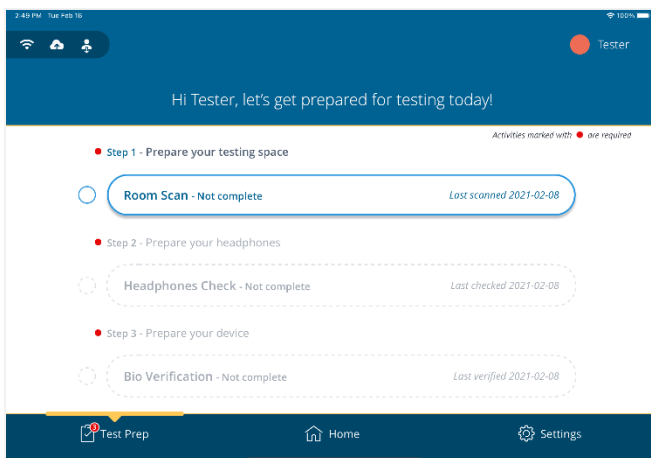 2:49 PM Tue Feb 16 100%
Tester
Hi Tester, let's get prepared for testing today!
Activities marked with are required
Step 1 - Prepare your testing space
Room Scan - Not complete Last scanned 2021-02-08
Step 2 - Prepare your headphones
Headphones Check - Not complete Last checked 2021-02-08
Step 3 - Prepare your device
Bio Verification - Not complete Last verified 2021-02-08
3 Test Prep Home Settings